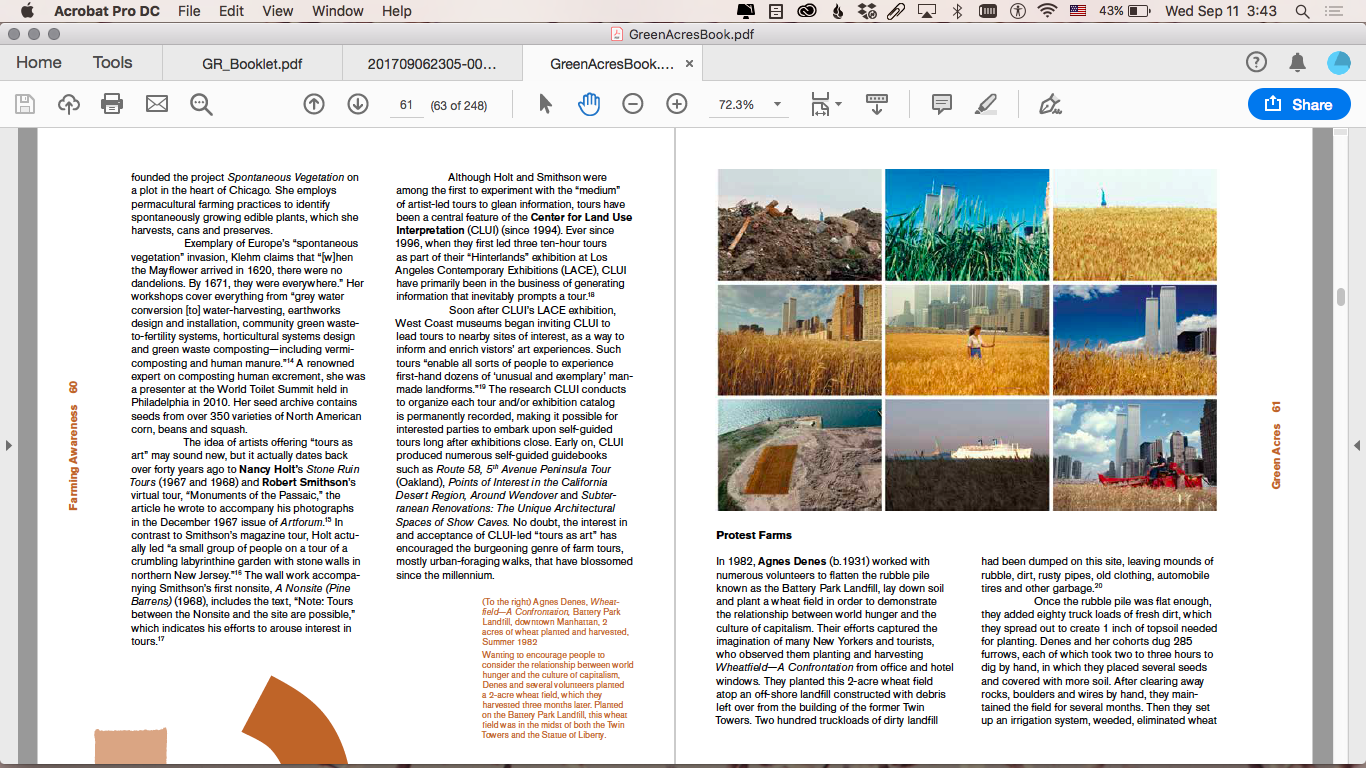 Acrobat Pro DC File Edit View Window Help 43% Wed Sep 11 3:43
GreenAcresBook.pdf
Home Tools GR_Booklet.pdf 201709062305-00... GreenAcresBook.... ×
61 (63 of 248) 72.3% Share
founded the project Spontaneous Vegetation on
a plot in the heart of Chicago. She employs
permacultural farming practices to identify
spontaneously growing edible plants, which she
harvests, cans and preserves.
Exemplary of Europe's “spontaneous
vegetation” invasion, Klehm claims that “[w]hen
the Mayflower arrived in 1620, there were no
dandelions. By 1671, they were everywhere.” Her
workshops cover everything from “grey water
conversion [to] water-harvesting, earthworks
design and installation, community green waste-
to-fertility systems, horticultural systems design
and green waste composting—including vermi-
composting and human manure.”14 A renowned
expert on composting human excrement, she was
a presenter at the World Toilet Summit held in
Philadelphia in 2010. Her seed archive contains
seeds from over 350 varieties of North American
corn, beans and squash.
The idea of artists offering “tours as
art” may sound new, but it actually dates back
over forty years ago to Nancy Holt's Stone Ruin
Tours (1967 and 1968) and Robert Smithson's
virtual tour, “Monuments of the Passaic,” the
article he wrote to accompany his photographs
in the December 1967 issue of Artforum.15 In
contrast to Smithson's magazine tour, Holt actu-
ally led “a small group of people on a tour of a
crumbling labyrinthine garden with stone walls in
northern New Jersey.”16 The wall work accompa-
nying Smithson's first nonsite, A Nonsite (Pine
Barrens) (1968), includes the text, “Note: Tours
between the Nonsite and the site are possible,”
which indicates his efforts to arouse interest in
tours.17
Farming Awareness 60
Although Holt and Smithson were
among the first to experiment with the “medium”
of artist-led tours to glean information, tours have
been a central feature of the Center for Land Use
Interpretation (CLUI) (since 1994). Ever since
1996, when they first led three ten-hour tours
as part of their “Hinterlands” exhibition at Los
Angeles Contemporary Exhibitions (LACE), CLUI
have primarily been in the business of generating
information that inevitably prompts a tour.18
Soon after CLUI's LACE exhibition,
West Coast museums began inviting CLUI to
lead tours to nearby sites of interest, as a way to
inform and enrich vistors' art experiences. Such
tours “enable all sorts of people to experience
first-hand dozens of ‘unusual and exemplary’ man-
made landforms.”19 The research CLUI conducts
to organize each tour and/or exhibition catalog
is permanently recorded, making it possible for
interested parties to embark upon self-guided
tours long after exhibitions close. Early on, CLUI
produced numerous self-guided guidebooks
such as Route 58, 5th Avenue Peninsula Tour
(Oakland), Points of Interest in the California
Desert Region, Around Wendover and Subter-
ranean Renovations: The Unique Architectural
Spaces of Show Caves. No doubt, the interest in
and acceptance of CLUI-led “tours as art” has
encouraged the burgeoning genre of farm tours,
mostly urban-foraging walks, that have blossomed
since the millennium.
(To the right) Agnes Denes, Wheat-
field—A Confrontation, Battery Park
Landfill, downtown Manhattan, 2
acres of wheat planted and harvested,
Summer 1982
Wanting to encourage people to
consider the relationship between world
hunger and the culture of capitalism,
Denes and several volunteers planted
a 2-acre wheat field, which they
harvested three months later. Planted
on the Battery Park Landfill, this wheat
field was in the midst of both the Twin
Towers and the Statue of Liberty.
Green Acres 61
Protest Farms
In 1982, Agnes Denes (b.1931) worked with
numerous volunteers to flatten the rubble pile
known as the Battery Park Landfill, lay down soil
and plant a wheat field in order to demonstrate
the relationship between world hunger and the
culture of capitalism. Their efforts captured the
imagination of many New Yorkers and tourists,
who observed them planting and harvesting
Wheatfield—A Confrontation from office and hotel
windows. They planted this 2-acre wheat field
atop an off-shore landfill constructed with debris
left over from the building of the former Twin
Towers. Two hundred truckloads of dirty landfill
had been dumped on this site, leaving mounds of
rubble, dirt, rusty pipes, old clothing, automobile
tires and other garbage.20
Once the rubble pile was flat enough,
they added eighty truck loads of fresh dirt, which
they spread out to create 1 inch of topsoil needed
for planting. Denes and her cohorts dug 285
furrows, each of which took two to three hours to
dig by hand, in which they placed several seeds
and covered with more soil. After clearing away
rocks, boulders and wires by hand, they main-
tained the field for several months. Then they set
up an irrigation system, weeded, eliminated wheat